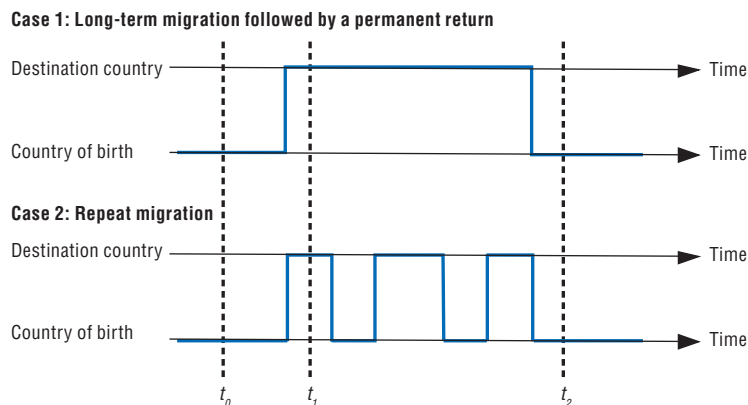 Case 1: Long-term migration followed by a permanent return
Destination country
Time
Country of birth
Time
Case 2: Repeat migration
Destination country
Time
Country of birth
Time
t0 t1 t2